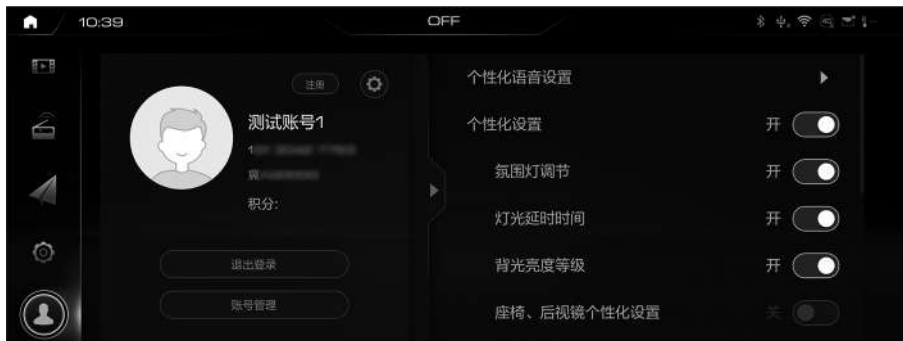 10:39
OFF
注册
测试账号1
积分:
退出登录
账号管理
个性化语音设置
个性化设置 开
氛围灯调节 开
灯光延时时间 开
背光亮度等级 开
座椅、后视镜个性化设置 关